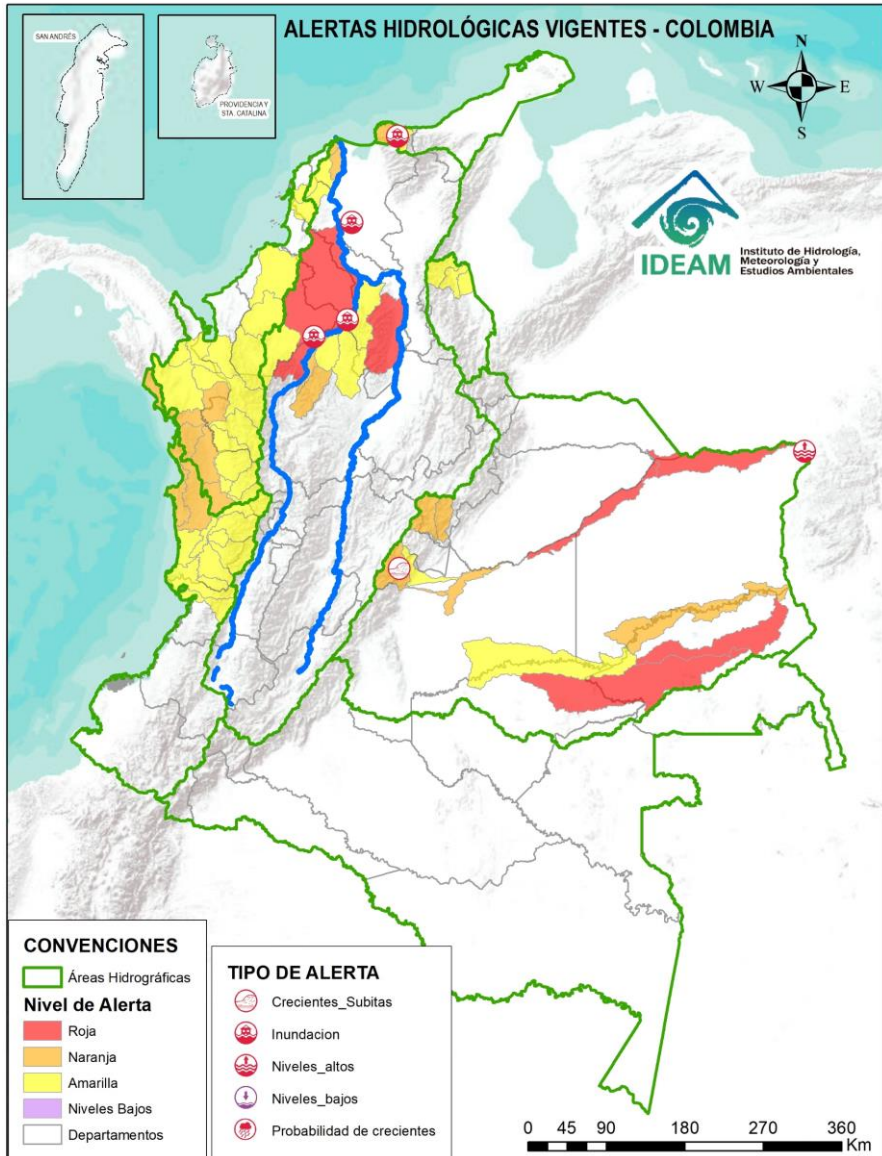 ALERTAS HIDROLÓGICAS VIGENTES - COLOMBIA
SAN ANDRÉS
PROVIDENCIA Y
STA. CATALINA
N
W
E
S
IDEAM
Instituto de Hidrología,
Meteorología y
Estudios Ambientales
CONVENCIONES
Áreas Hidrográficas
Nivel de Alerta
Roja
Naranja
Amarilla
Niveles Bajos
Departamentos
TIPO DE ALERTA
Crecientes_Subitas
Inundacion
Niveles_altos
Niveles_bajos
Probabilidad de crecientes
0 45 90 180 270 360
Km